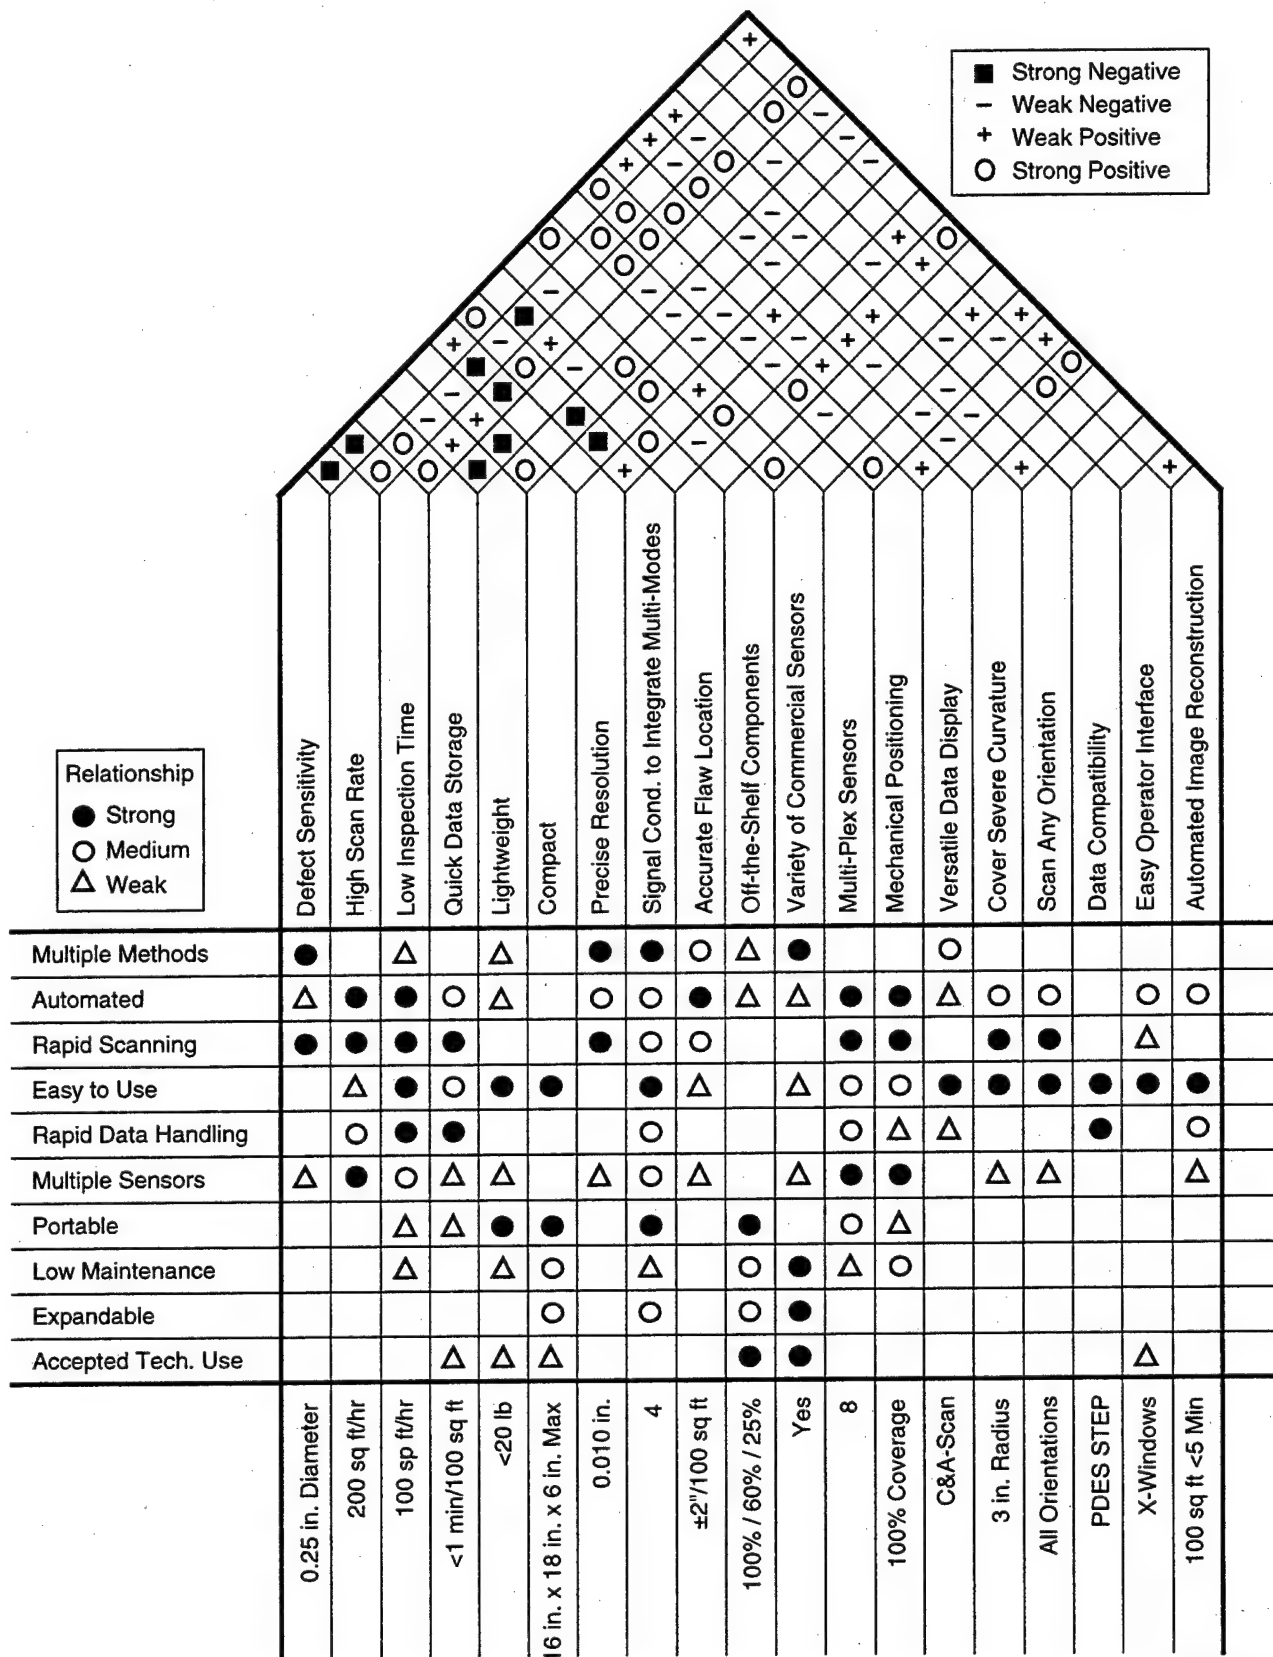 Strong Negative
Weak Negative
Weak Positive
Strong Positive
Relationship
Strong
Medium
Weak
Defect Sensitivity
High Scan Rate
Low Inspection Time
Quick Data Storage
Lightweight
Compact
Precise Resolution
Signal Cond. to Integrate Multi-Modes
Accurate Flaw Location
Off-the-Shelf Components
Variety of Commercial Sensors
Multi-Plex Sensors
Mechanical Positioning
Versatile Data Display
Cover Severe Curvature
Scan Any Orientation
Data Compatibility
Easy Operator Interface
Automated Image Reconstruction
Multiple Methods
Automated
Rapid Scanning
Easy to Use
Rapid Data Handling
Multiple Sensors
Portable
Low Maintenance
Expandable
Accepted Tech. Use
0.25 in. Diameter
200 sq ft/hr
100 sp ft/hr
<1 min/100 sq ft
<20 lb
16 in. x 18 in. x 6 in. Max
0.010 in.
4
±2"/100 sq ft
100% / 60% / 25%
Yes
8
100% Coverage
C&A-Scan
3 in. Radius
All Orientations
PDES STEP
X-Windows
100 sq ft <5 Min